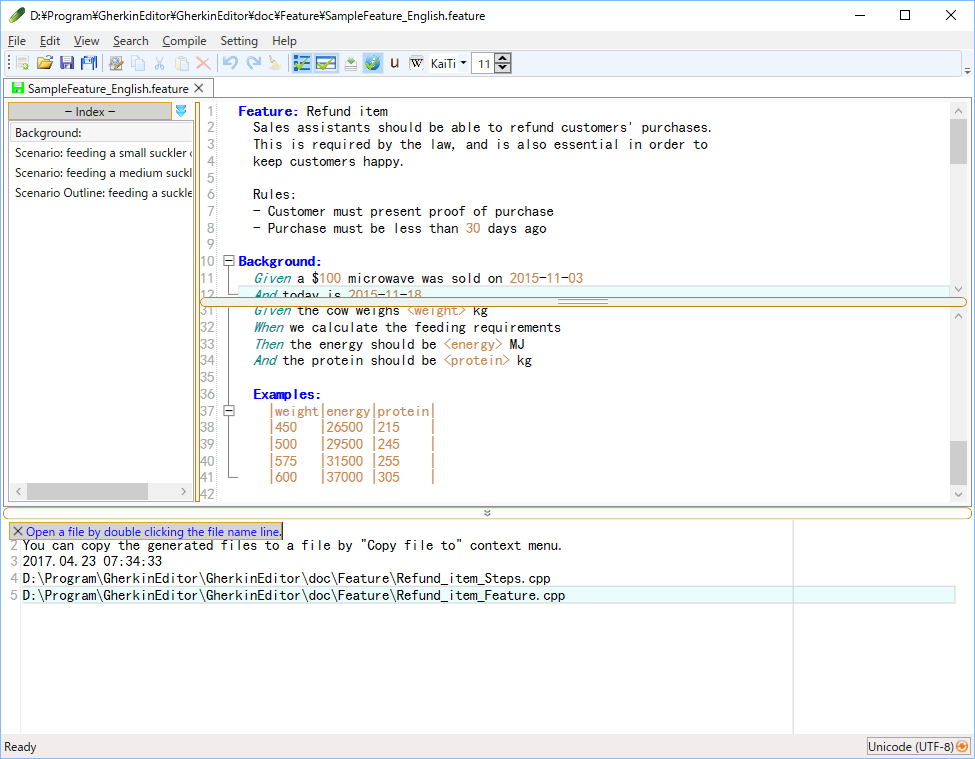 D:¥Program¥GherkinEditor¥GherkinEditor¥doc¥Feature¥SampleFeature_English.feature
File Edit View Search Compile Setting Help
u W KaiTi 11
SampleFeature_English.feature
– Index –
Background:
Scenario: feeding a small suckler
Scenario: feeding a medium suckl
Scenario Outline: feeding a suckle
1 Feature: Refund item
2 Sales assistants should be able to refund customers' purchases.
3 This is required by the law, and is also essential in order to
4 keep customers happy.
5
6 Rules:
7 - Customer must present proof of purchase
8 - Purchase must be less than 30 days ago
9
10 Background:
11 Given a $100 microwave was sold on 2015-11-03
12 And today is 2015-11-18
31 Given the cow weighs <weight> kg
32 When we calculate the feeding requirements
33 Then the energy should be <energy> MJ
34 And the protein should be <protein> kg
35
36 Examples:
37 |weight|energy|protein|
38 |450 |26500 |215 |
39 |500 |29500 |245 |
40 |575 |31500 |255 |
41 |600 |37000 |305 |
42
Open a file by double clicking the file name line.
2 You can copy the generated files to a file by "Copy file to" context menu.
3 2017.04.23 07:34:33
4 D:\Program\GherkinEditor\GherkinEditor\doc\Feature\Refund_item_Steps.cpp
5 D:\Program\GherkinEditor\GherkinEditor\doc\Feature\Refund_item_Feature.cpp
Ready
Unicode (UTF-8)